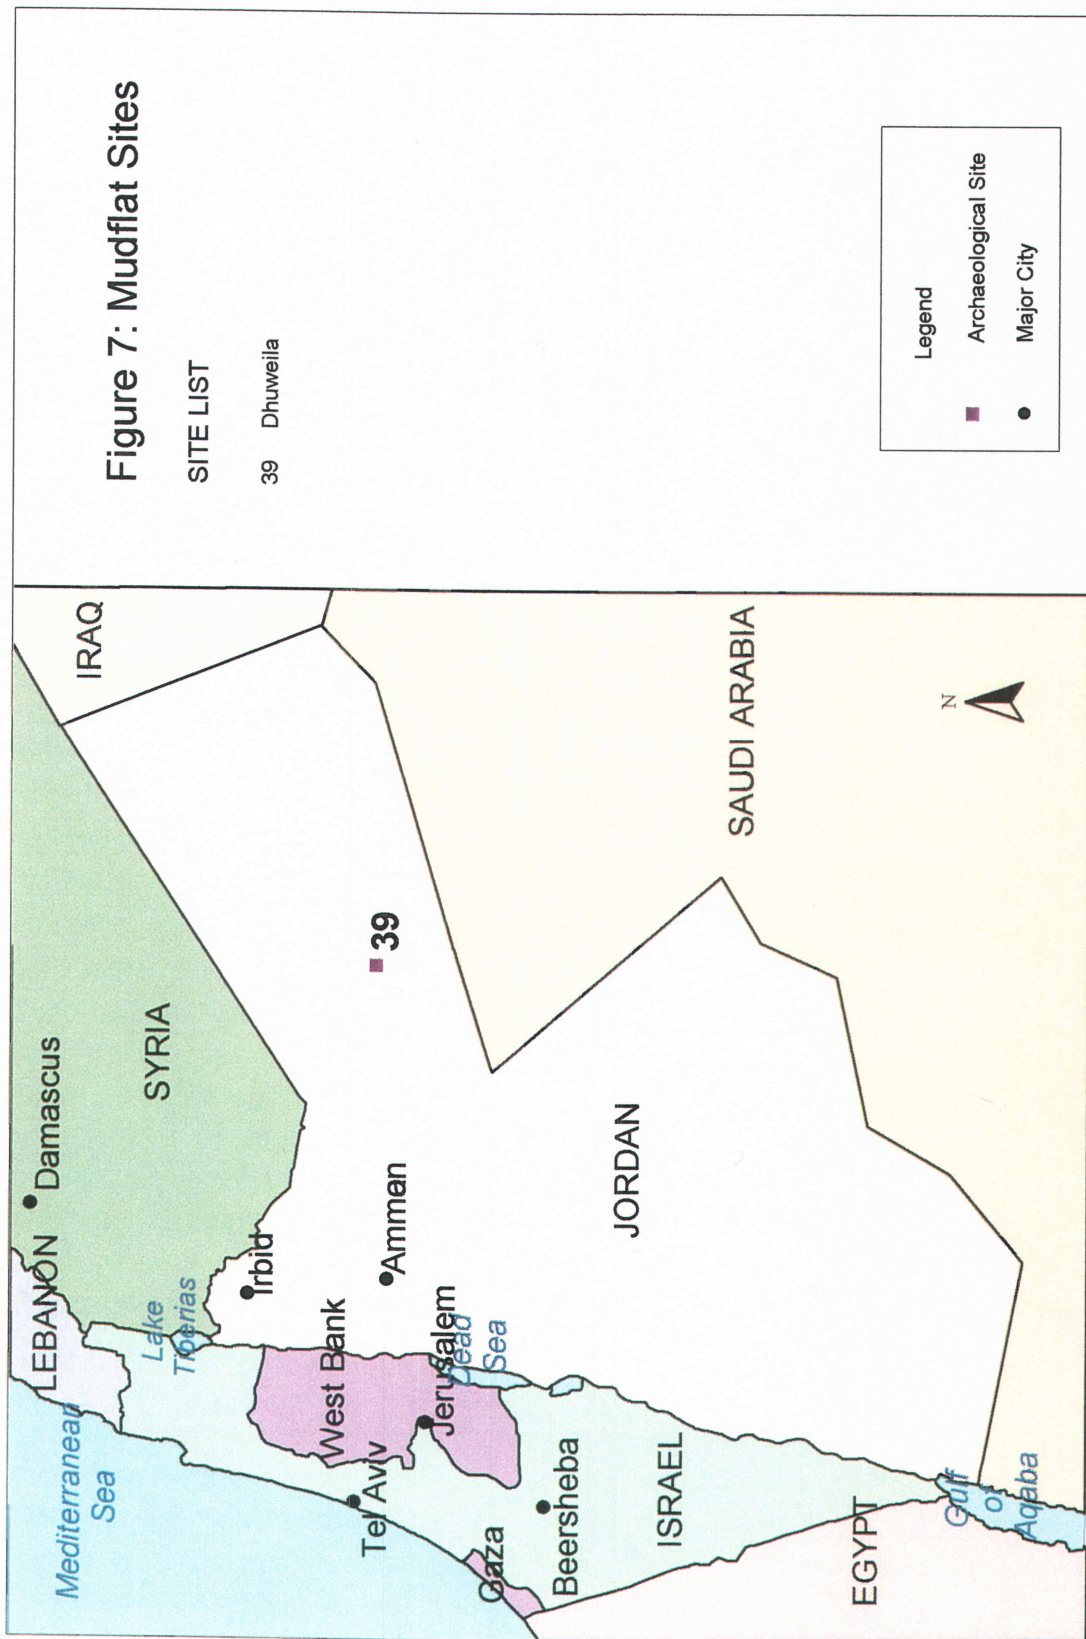 Figure 7: Mudflat Sites
SITE LIST
39 Dhuweila
Legend
Archaeological Site
Major City
Mediterranean
Sea
LEBANON
Damascus
SYRIA
IRAQ
Lake
Tiberias
Irbid
West Bank
Tel Aviv
Amman
39
Jerusalem
Dead
Sea
Gaza
Beersheba
ISRAEL
JORDAN
SAUDI ARABIA
EGYPT
Gulf
of
Aqaba
N